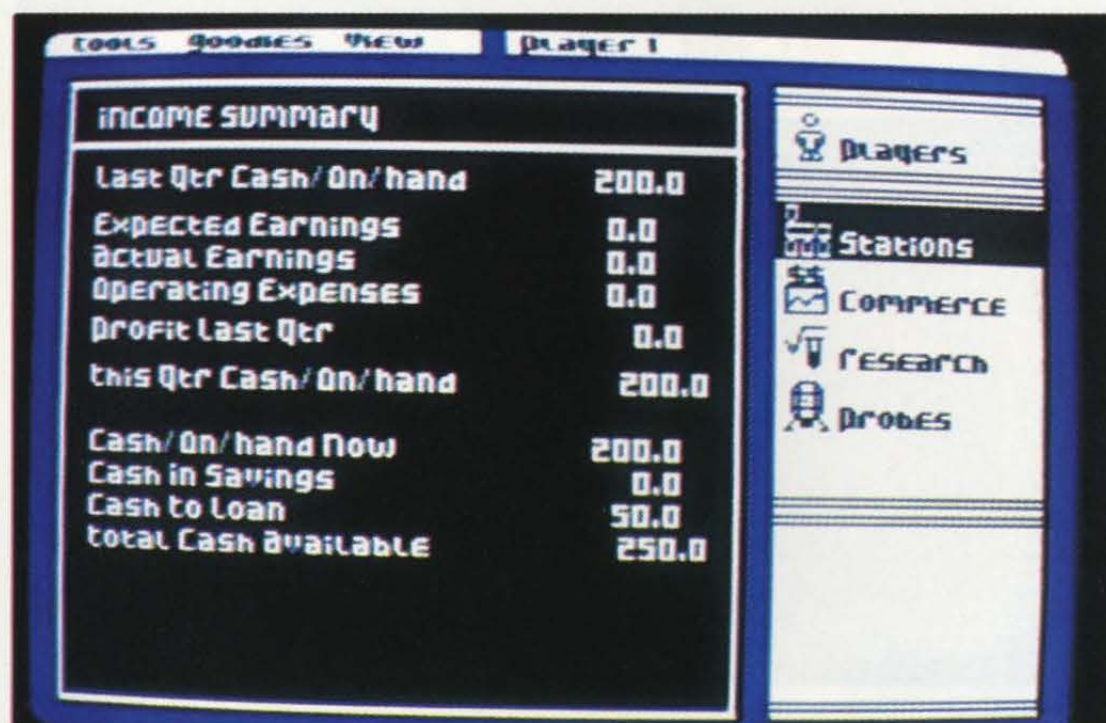 tools goodies view player 1
income summary
Last Qtr Cash/On/hand 200.0
Expected Earnings 0.0
actual Earnings 0.0
Operating Expenses 0.0
profit Last Qtr 0.0
this Qtr Cash/On/hand 200.0
Cash/On/hand Now 200.0
Cash in Savings 0.0
Cash to Loan 50.0
total Cash available 250.0
players
Stations
$$ Commerce
research
probes